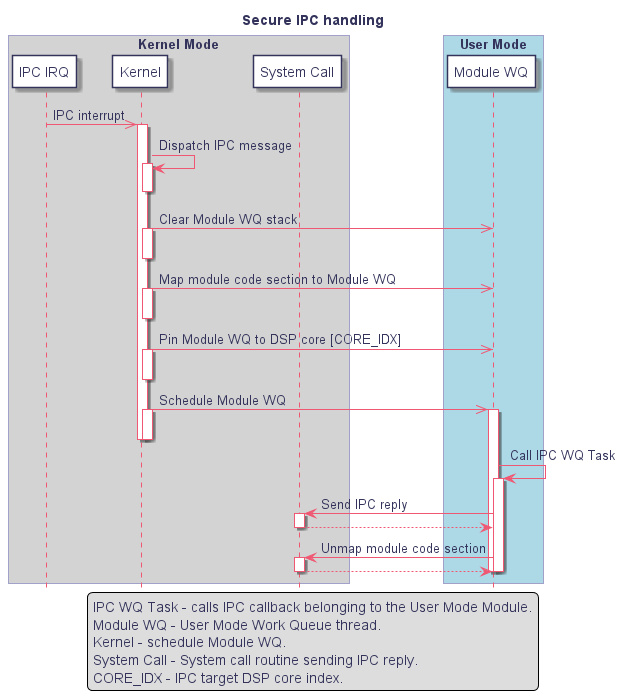 Secure IPC handling
Kernel Mode
User Mode
IPC IRQ
Kernel
System Call
Module WQ
IPC interrupt
Dispatch IPC message
Clear Module WQ stack
Map module code section to Module WQ
Pin Module WQ to DSP core [CORE_IDX]
Schedule Module WQ
Call IPC WQ Task
Send IPC reply
Unmap module code section
IPC WQ Task - calls IPC callback belonging to the User Mode Module.
Module WQ - User Mode Work Queue thread.
Kernel - schedule Module WQ.
System Call - System call routine sending IPC reply.
CORE_IDX - IPC target DSP core index.